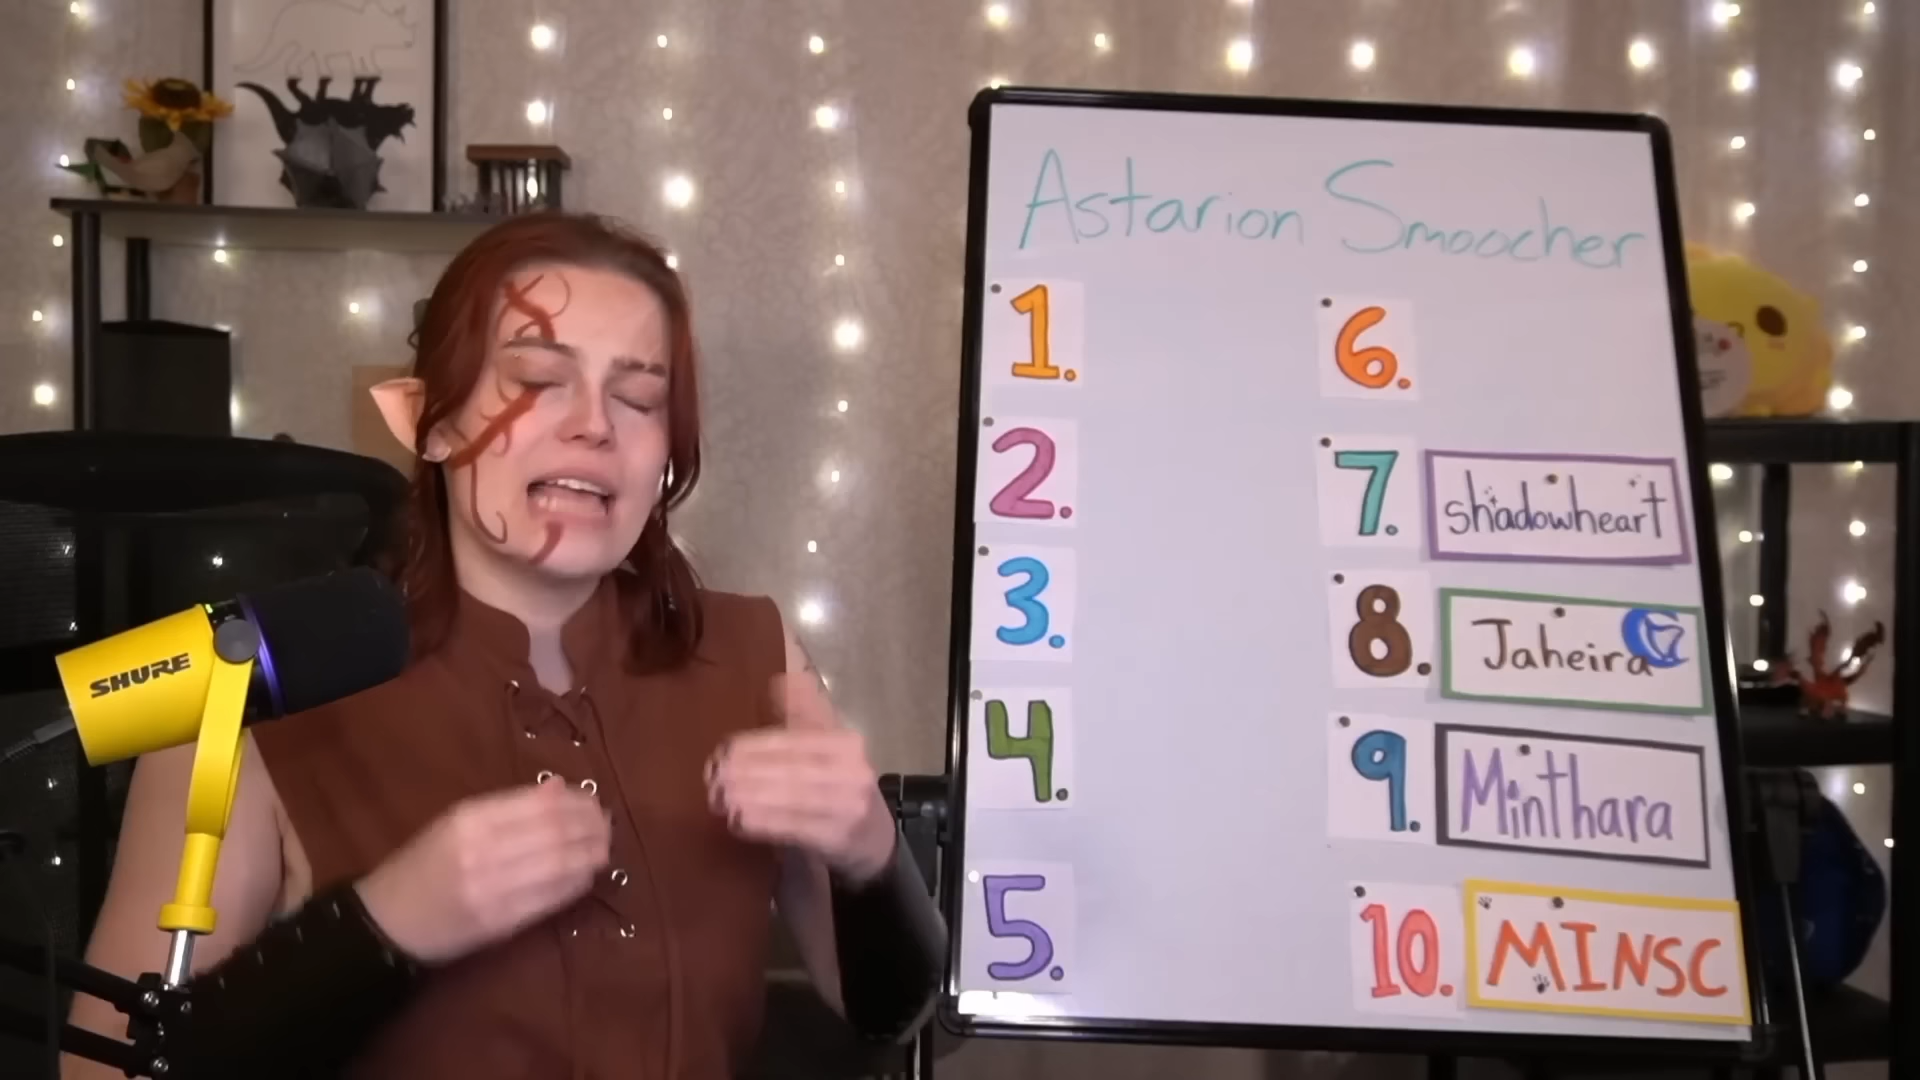 Astarion Smoocher
1.
2.
3.
4.
5.
6.
7. shadowheart
8. Jaheira
9. Minthara
10. MINSC
SHURE